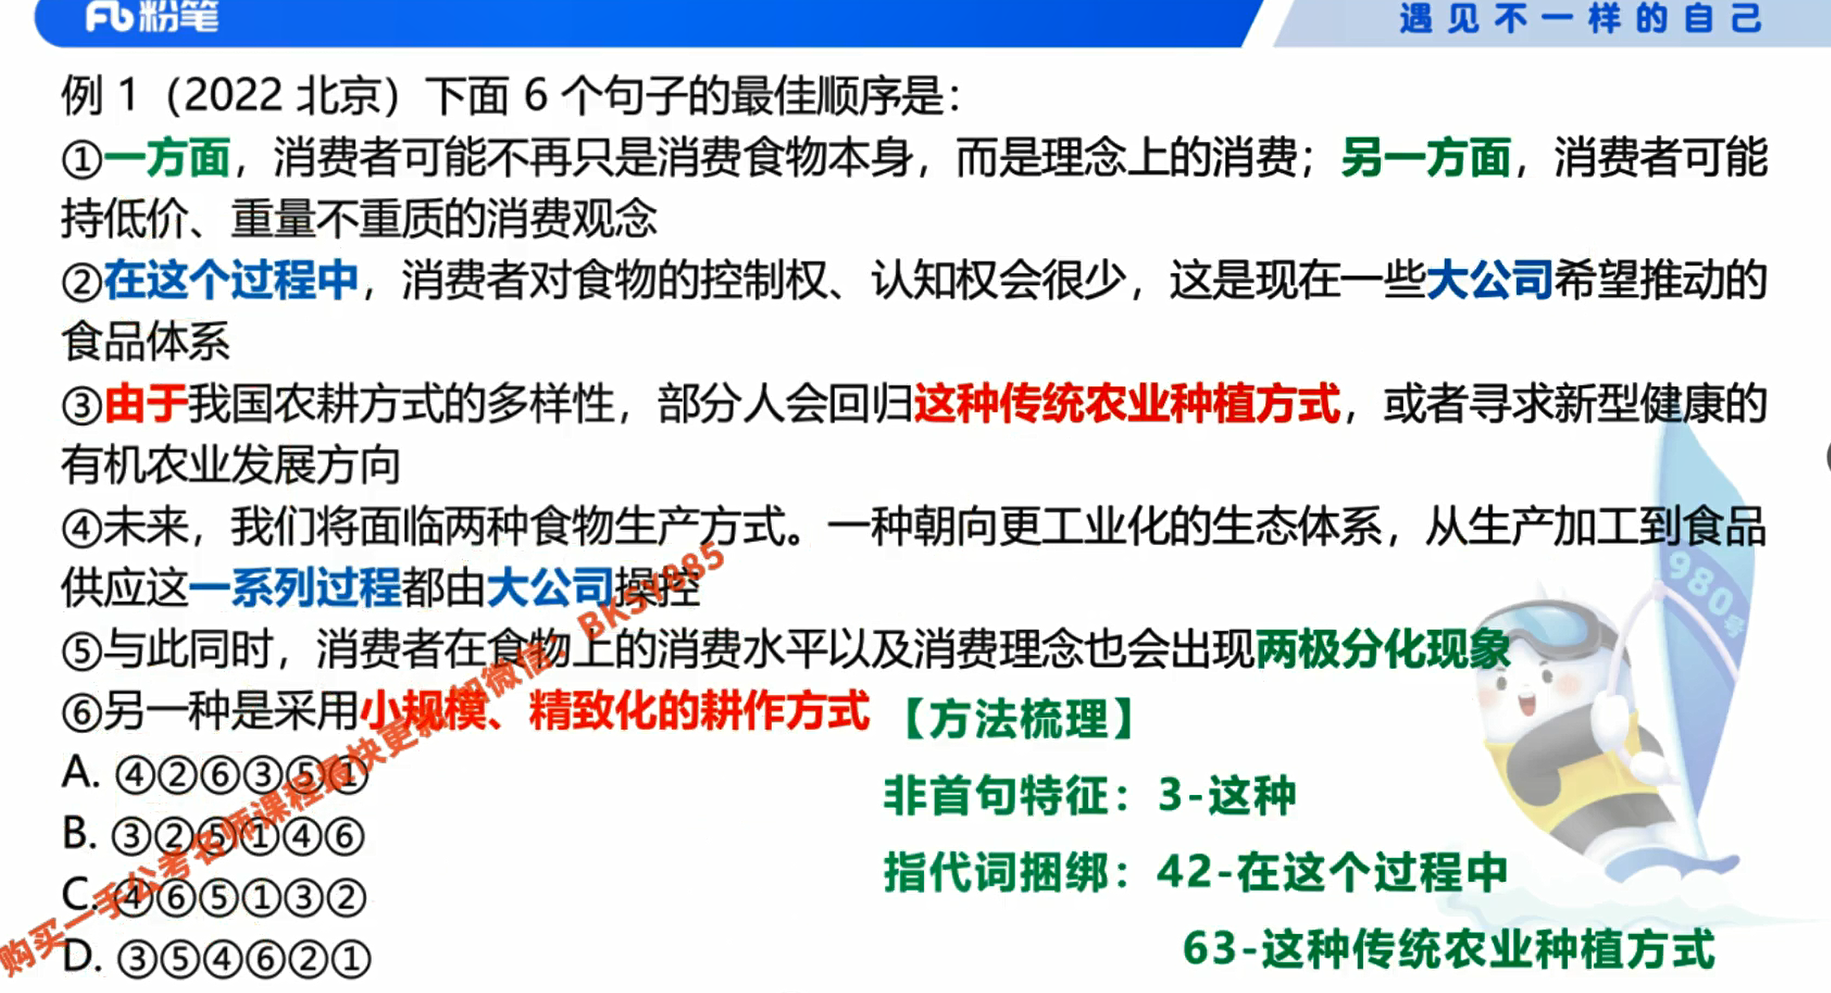 粉笔
遇见不一样的自己
例 1（2022 北京）下面 6 个句子的最佳顺序是：
①一方面，消费者可能不再只是消费食物本身，而是理念上的消费；另一方面，消费者可能
持低价、重量不重质的消费观念
②在这个过程中，消费者对食物的控制权、认知权会很少，这是现在一些大公司希望推动的
食品体系
③由于我国农耕方式的多样性，部分人会回归这种传统农业种植方式，或者寻求新型健康的
有机农业发展方向
④未来，我们将面临两种食物生产方式。一种朝向更工业化的生态体系，从生产加工到食品
供应这一系列过程都由大公司操控
⑤与此同时，消费者在食物上的消费水平以及消费理念也会出现两极分化现象
⑥另一种是采用小规模、精致化的耕作方式
【方法梳理】
A. ④②⑥③⑤①
非首句特征：3-这种
B. ③②⑤①④⑥
指代词捆绑：42-在这个过程中
C. ④⑥⑤①③②
63-这种传统农业种植方式
D. ③⑤④⑥②①
购买一手公考名师课程最快更新 微信：BKSY885
980号